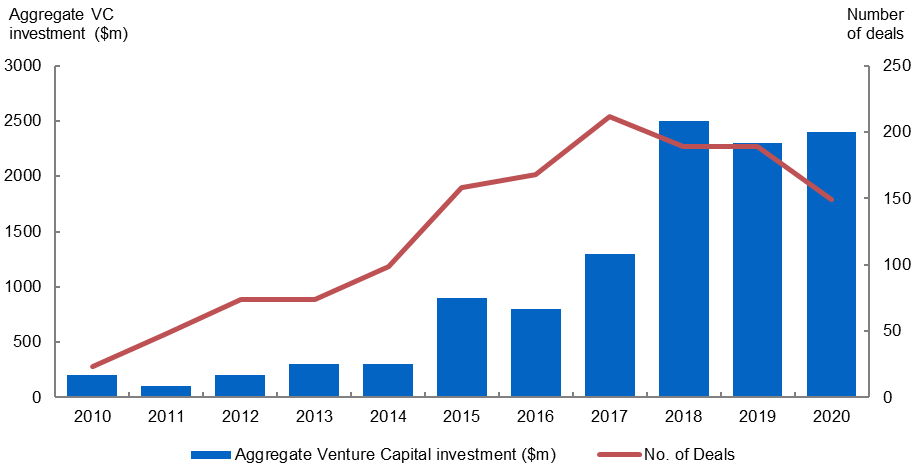 Aggregate VC
investment ($m)
Number
of deals
3000
2500
2000
1500
1000
500
0
250
200
150
100
50
0
2010 2011 2012 2013 2014 2015 2016 2017 2018 2019 2020
Aggregate Venture Capital investment ($m) No. of Deals